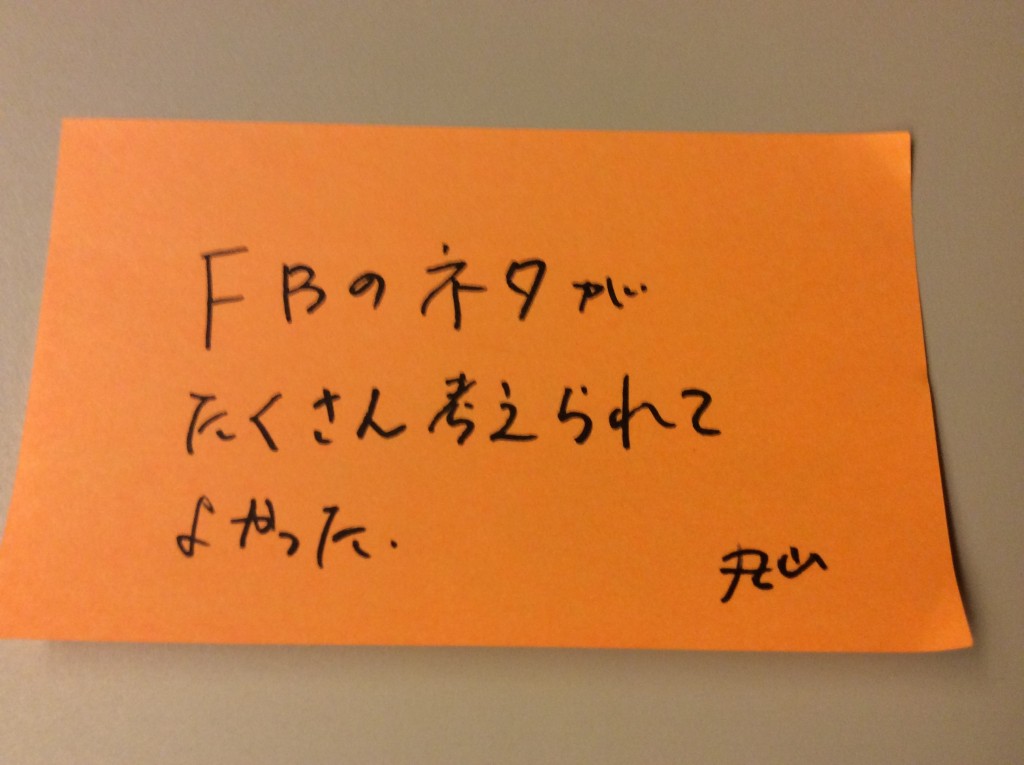 FBのネタが
たくさん考えられて
よかった.
丸山